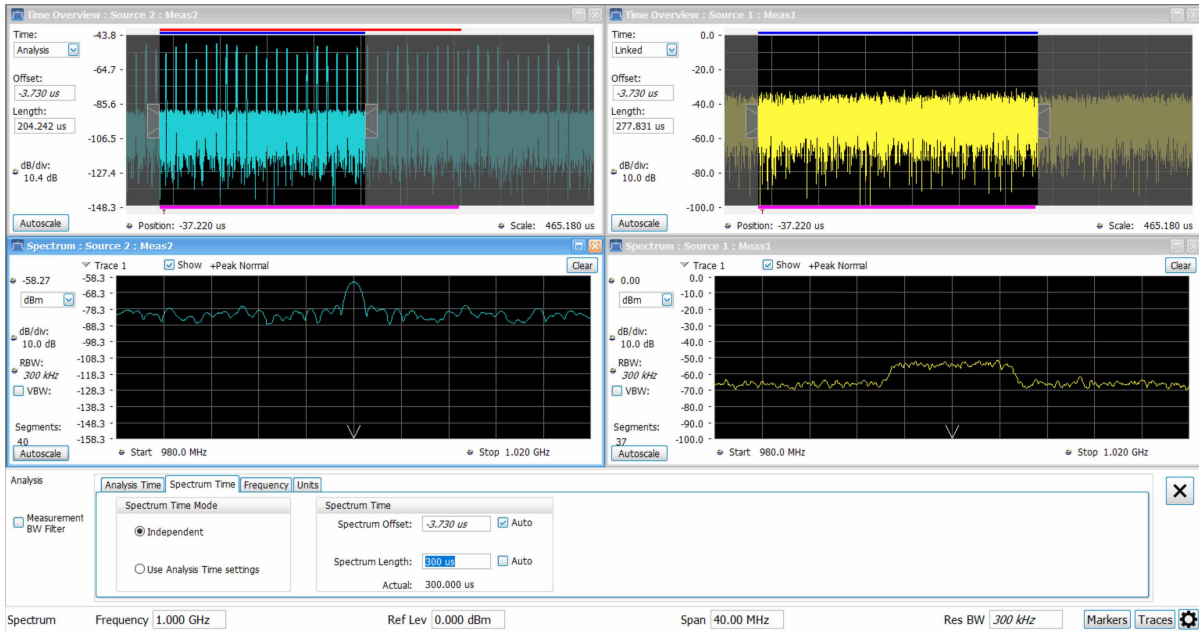 Time Overview : Source 2 : Meas2
Time:
Analysis
Offset:
-3.730 us
Length:
204.242 us
dB/div:
10.4 dB
Autoscale
-43.8
-64.7
-85.6
-106.5
-127.4
-148.3
Position: -37.220 us
Scale: 465.180 us
Time Overview : Source 1 : Meas1
Time:
Linked
Offset:
-3.730 us
Length:
277.831 us
dB/div:
10.0 dB
Autoscale
0.0
-20.0
-40.0
-60.0
-80.0
-100.0
Position: -37.220 us
Scale: 465.180 us
Spectrum : Source 2 : Meas2
Trace 1 Show +Peak Normal Clear
-58.27
dBm
dB/div:
10.0 dB
RBW:
300 kHz
VBW:
Segments:
40
Autoscale
-58.3
-68.3
-78.3
-88.3
-98.3
-108.3
-118.3
-128.3
-138.3
-148.3
-158.3
Start 980.0 MHz
Stop 1.020 GHz
Spectrum : Source 1 : Meas1
Trace 1 Show +Peak Normal Clear
0.00
dBm
dB/div:
10.0 dB
RBW:
300 kHz
VBW:
Segments:
37
Autoscale
0.0
-10.0
-20.0
-30.0
-40.0
-50.0
-60.0
-70.0
-80.0
-90.0
-100.0
Start 980.0 MHz
Stop 1.020 GHz
Analysis
Measurement
BW Filter
Analysis Time Spectrum Time Frequency Units
Spectrum Time Mode
Independent
Use Analysis Time settings
Spectrum Time
Spectrum Offset: -3.730 us Auto
Spectrum Length: 300 us Auto
Actual: 300.000 us
Spectrum Frequency 1.000 GHz Ref Lev 0.000 dBm Span 40.00 MHz Res BW 300 kHz Markers Traces